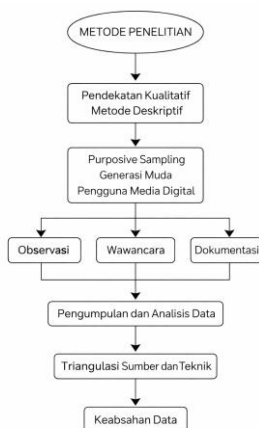 METODE PENELITIAN
Pendekatan Kualitatif
Metode Deskriptif
Purposive Sampling
Generasi Muda
Pengguna Media Digital
Observasi
Wawancara
Dokumentasi
Pengumpulan dan Analisis Data
Triangulasi Sumber dan Teknik
Keabsahan Data